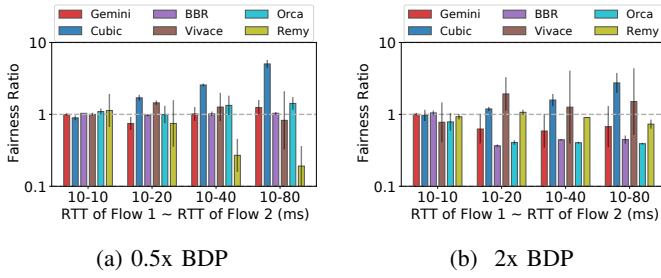 Gemini BBR Orca
Cubic Vivace Remy
Fairness Ratio
10
1
0.1
10-10 10-20 10-40 10-80
RTT of Flow 1 ~ RTT of Flow 2 (ms)
(a) 0.5x BDP
Gemini BBR Orca
Cubic Vivace Remy
Fairness Ratio
10
1
0.1
10-10 10-20 10-40 10-80
RTT of Flow 1 ~ RTT of Flow 2 (ms)
(b) 2x BDP